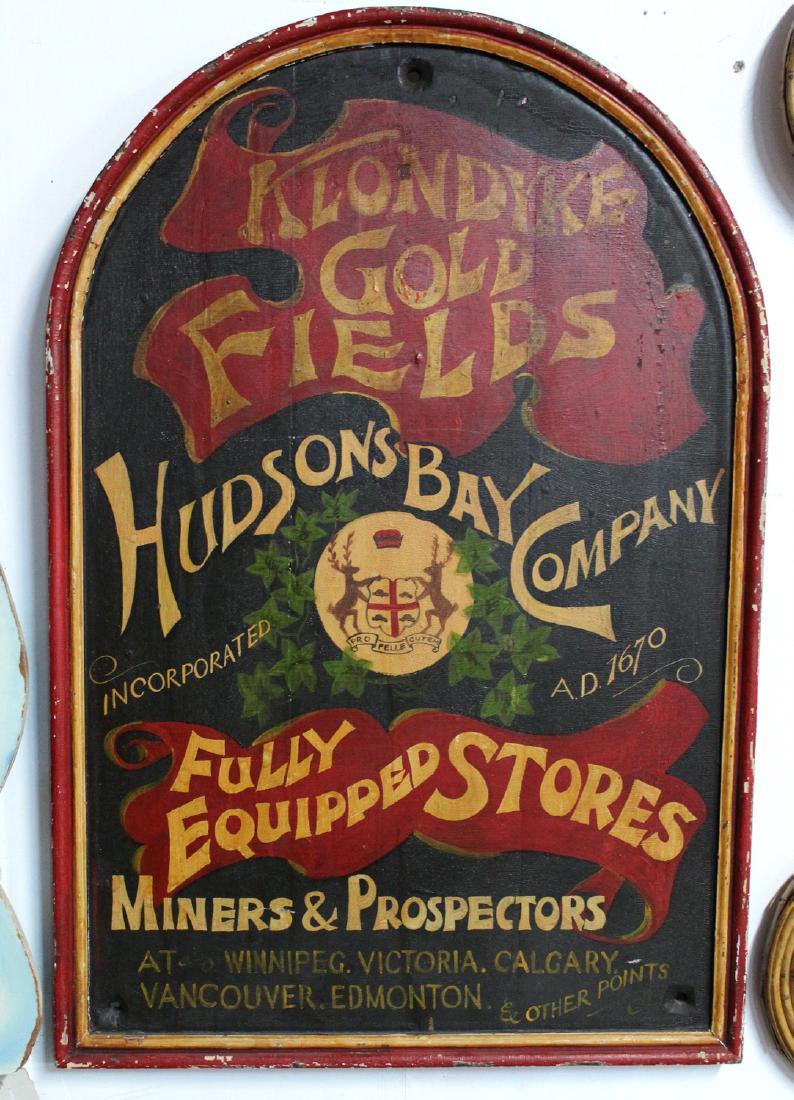 KLONDYKE
GOLD
FIELDS
HUDSONS BAY COMPANY
PRO PELLE CUTEM
INCORPORATED A.D. 1670
FULLY
EQUIPPED STORES
MINERS & PROSPECTORS
AT WINNIPEG. VICTORIA. CALGARY.
VANCOUVER. EDMONTON. & OTHER POINTS